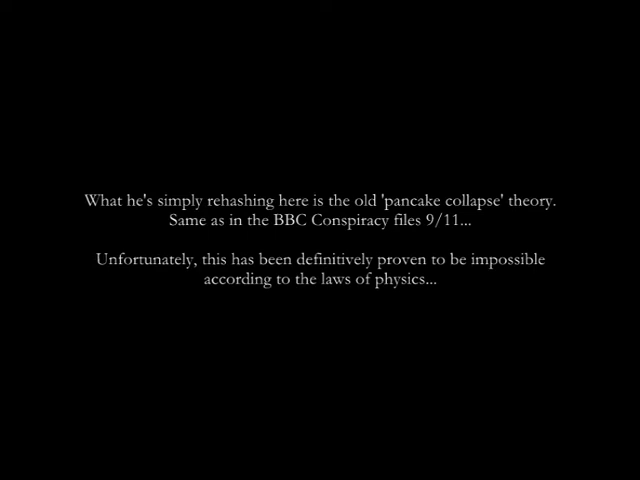 What he's simply rehashing here is the old 'pancake collapse' theory.
Same as in the BBC Conspiracy files 9/11...
Unfortunately, this has been definitively proven to be impossible
according to the laws of physics...